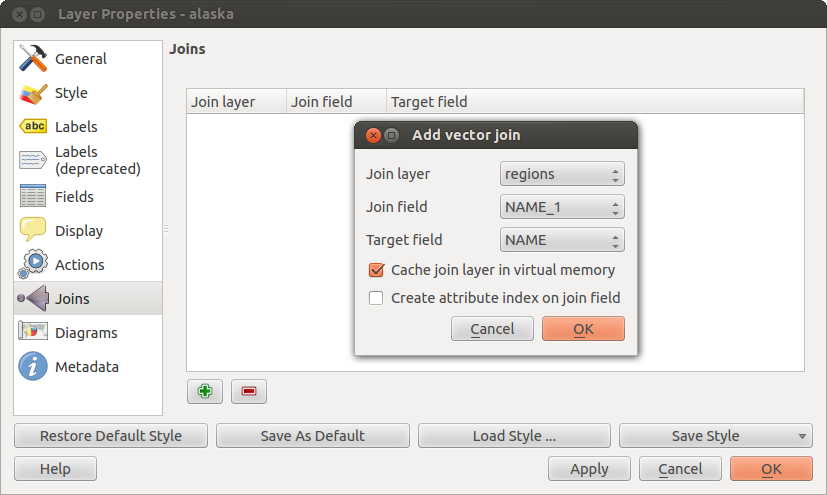 Layer Properties - alaska
General
Style
abc Labels
Labels
(deprecated)
Fields
Display
Actions
Joins
Diagrams
Metadata
Joins
Join layer Join field Target field
Add vector join
Join layer regions
Join field NAME_1
Target field NAME
Cache join layer in virtual memory
Create attribute index on join field
Cancel OK
Restore Default Style Save As Default Load Style ... Save Style
Help Apply Cancel OK